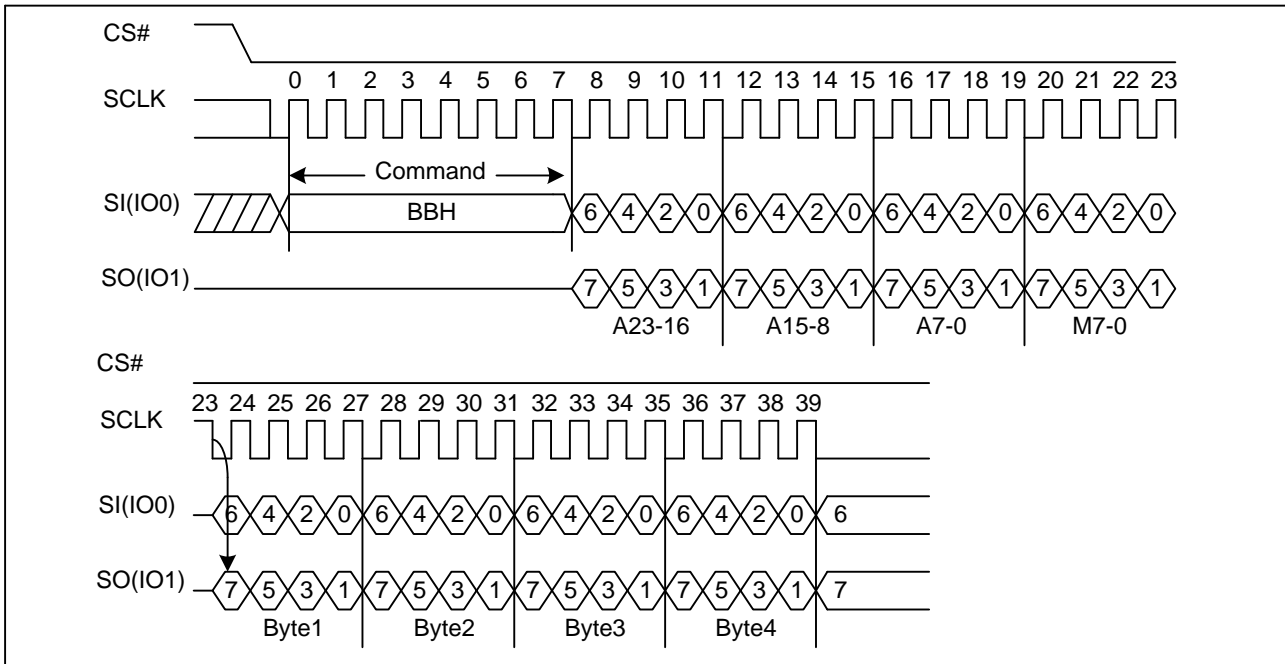 CS#
0 1 2 3 4 5 6 7 8 9 10 11 12 13 14 15 16 17 18 19 20 21 22 23
SCLK
Command
SI(IO0)
BBH
6 4 2 0 6 4 2 0 6 4 2 0 6 4 2 0
SO(IO1)
7 5 3 1 7 5 3 1 7 5 3 1 7 5 3 1
A23-16 A15-8 A7-0 M7-0
CS#
23 24 25 26 27 28 29 30 31 32 33 34 35 36 37 38 39
SCLK
SI(IO0)
6 4 2 0 6 4 2 0 6 4 2 0 6 4 2 0 6
SO(IO1)
7 5 3 1 7 5 3 1 7 5 3 1 7 5 3 1 7
Byte1 Byte2 Byte3 Byte4